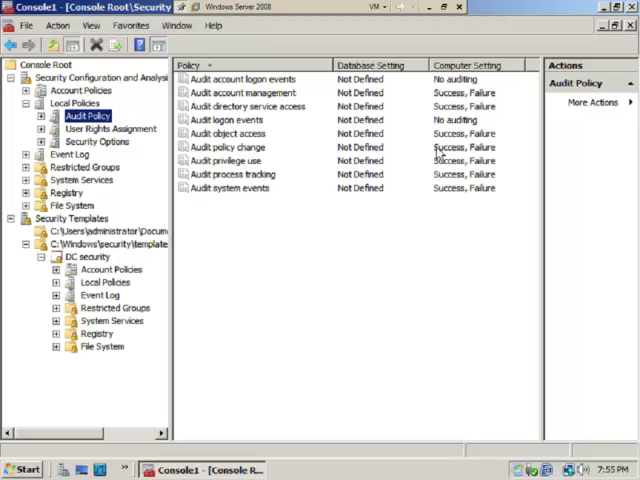 Console1 - [Console Root\Security
Windows Server 2008
VM
File Action View Favorites Window Help
Console Root
Security Configuration and Analysi
Account Policies
Local Policies
Audit Policy
User Rights Assignment
Security Options
Event Log
Restricted Groups
System Services
Registry
File System
Security Templates
C:\Users\administrator\Docum
C:\Windows\security\template
DC security
Account Policies
Local Policies
Event Log
Restricted Groups
System Services
Registry
File System
Policy Database Setting Computer Setting
Audit account logon events Not Defined No auditing
Audit account management Not Defined Success, Failure
Audit directory service access Not Defined Success, Failure
Audit logon events Not Defined No auditing
Audit object access Not Defined Success, Failure
Audit policy change Not Defined Success, Failure
Audit privilege use Not Defined Success, Failure
Audit process tracking Not Defined Success, Failure
Audit system events Not Defined Success, Failure
Actions
Audit Policy
More Actions
Start
Console1 - [Console R...
7:55 PM